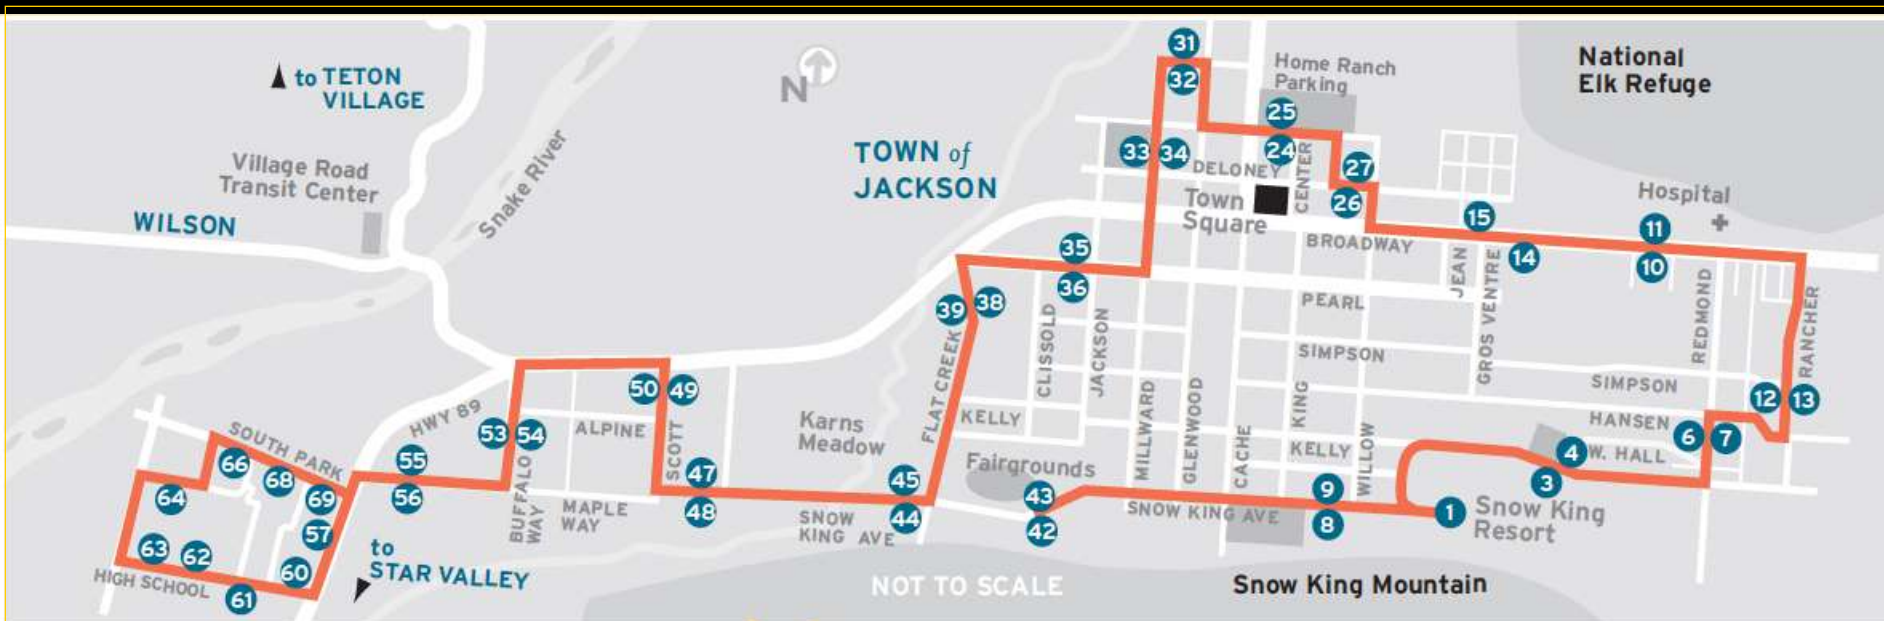 to TETON
VILLAGE
Village Road
Transit Center
WILSON
Snake River
N
TOWN of
JACKSON
31
32
Home Ranch
Parking
25
24
National
Elk Refuge
33
34
DELONEY
CENTER
27
26
Town
Square
Hospital
15
11
BROADWAY
14
10
35
36
JEAN
GROS VENTRE
REDMOND
RANCHER
PEARL
39
38
FLAT CREEK
CLISSOLD
JACKSON
SIMPSON
SIMPSON
50
49
HWY 89
53
54
ALPINE
SCOTT
Karns
Meadow
KELLY
MILLWARD
GLENWOOD
CACHE
KING
KELLY
WILLOW
HANSEN
12
13
6
7
4
W. HALL
3
SOUTH PARK
66
68
69
64
57
63
62
60
61
HIGH SCHOOL
55
56
BUFFALO
WAY
MAPLE
WAY
47
48
45
44
SNOW
KING AVE
Fairgrounds
43
42
SNOW KING AVE
9
8
1
Snow King
Resort
to
STAR VALLEY
NOT TO SCALE
Snow King Mountain